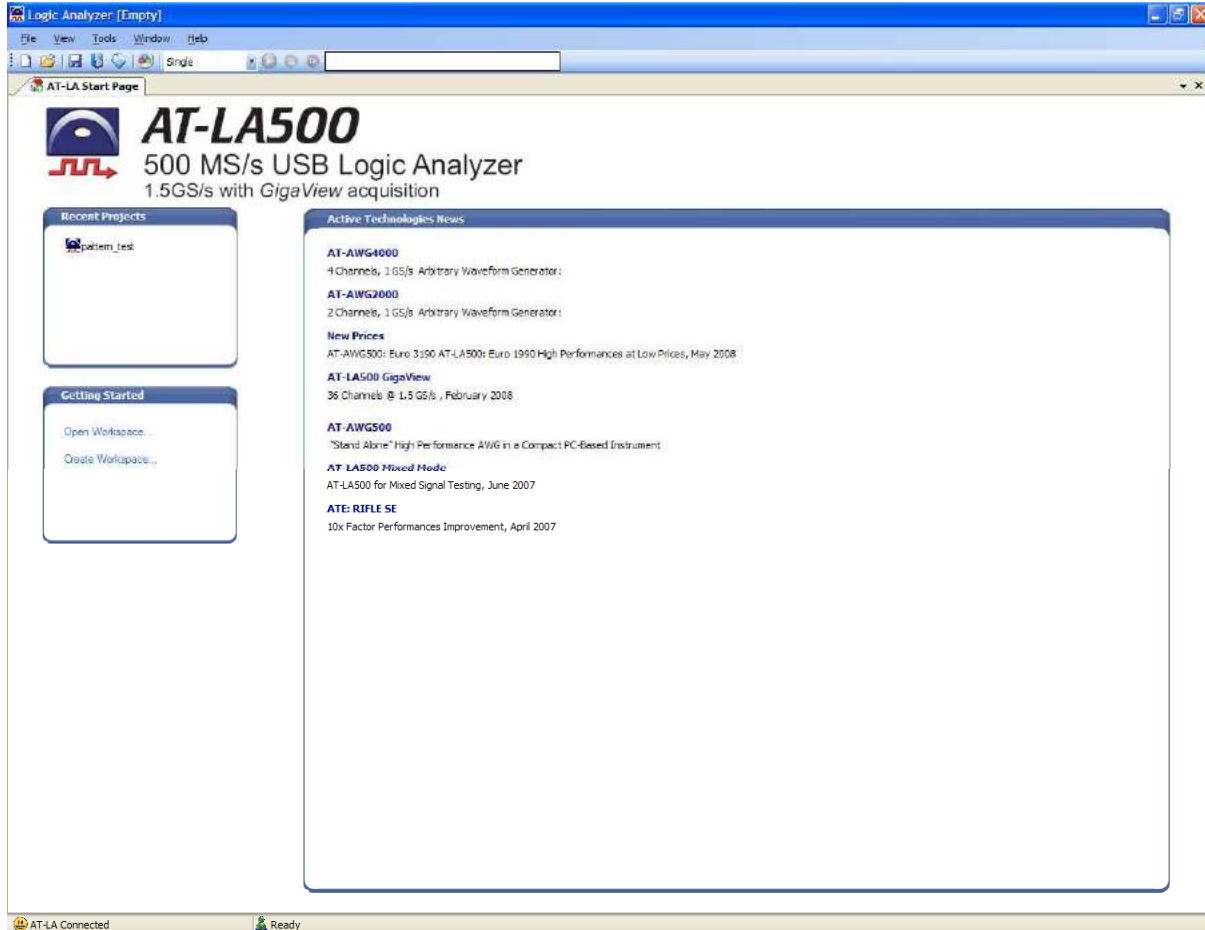 Logic Analyzer [Empty]
File View Tools Window Help
Single
AT-LA Start Page
AT-LA500
500 MS/s USB Logic Analyzer
1.5GS/s with GigaView acquisition
Recent Projects
pattern_test
Getting Started
Open Workspace...
Create Workspace...
Active Technologies News
AT-AWG4000
4 Channels, 1 GS/s Arbitrary Waveform Generator:
AT-AWG2000
2 Channels, 1 GS/s Arbitrary Waveform Generator:
New Prices
AT-AWG500: Euro 3190 AT-LA500: Euro 1990 High Performances at Low Prices, May 2008
AT-LA500 GigaView
36 Channels @ 1.5 GS/s , February 2008
AT-AWG500
"Stand Alone" High Performance AWG in a Compact PC-Based Instrument
AT-LA500 Mixed Mode
AT-LA500 for Mixed Signal Testing, June 2007
ATE: RIFLE SE
10x Factor Performances Improvement, April 2007
AT-LA Connected
Ready